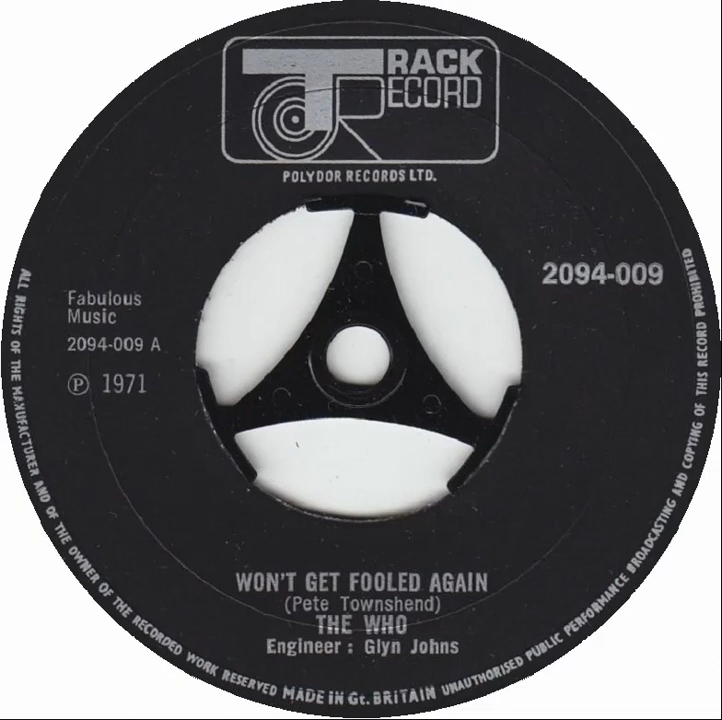 TRACK
RECORD
POLYDOR RECORDS LTD.
2094-009
Fabulous
Music
2094-009 A
Ⓟ 1971
WON'T GET FOOLED AGAIN
(Pete Townshend)
THE WHO
Engineer : Glyn Johns
ALL RIGHTS OF THE MANUFACTURER AND OF THE OWNER OF THE RECORDED WORK RESERVED MADE IN Gt. BRITAIN UNAUTHORISED PUBLIC PERFORMANCE BROADCASTING AND COPYING OF THIS RECORD PROHIBITED